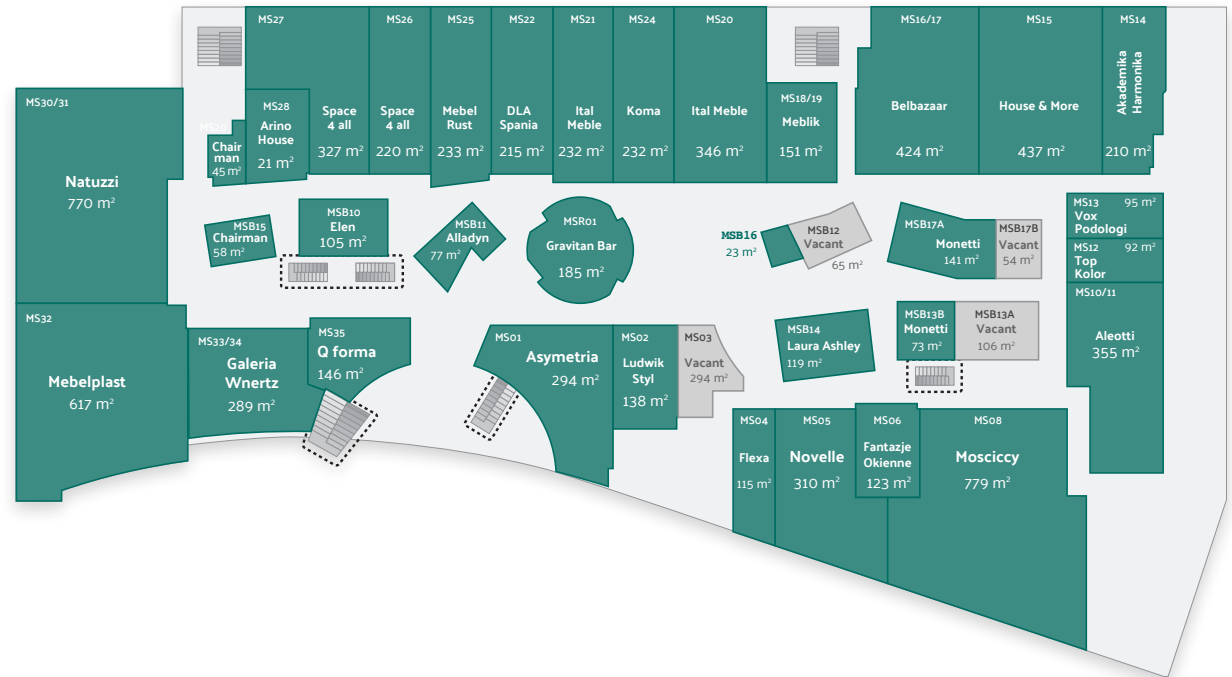 MS27
MS26
MS25
MS22
MS21
MS24
MS20
MS16/17
MS15
MS14
MS30/31
MS28
Arino
House
21 m²
Chair
man
45 m²
Space
4 all
327 m²
Space
4 all
220 m²
Mebel
Rust
233 m²
DLA
Spania
215 m²
Ital
Meble
232 m²
Koma
232 m²
Ital Meble
346 m²
MS18/19
Meblik
151 m²
Belbazaar
424 m²
House & More
437 m²
Akademika
Harmonika
210 m²
Natuzzi
770 m²
MSB15
Chairman
58 m²
MSB10
Elen
105 m²
MSB11
Alladyn
77 m²
MSR01
Gravitan Bar
185 m²
MSB16
23 m²
MSB12
Vacant
65 m²
MSB17A
Monetti
141 m²
MSB17B
Vacant
54 m²
MS13 95 m²
Vox
Podologi
MS12 92 m²
Top
Kolor
MS10/11
Aleotti
355 m²
MS32
Mebelplast
617 m²
MS33/34
Galeria
Wnertz
289 m²
MS35
Q forma
146 m²
MS01
Asymetria
294 m²
MS02
Ludwik
Styl
138 m²
MS03
Vacant
294 m²
MSB14
Laura Ashley
119 m²
MSB13B
Monetti
73 m²
MSB13A
Vacant
106 m²
MS04
Flexa
115 m²
MS05
Novelle
310 m²
MS06
Fantazje
Okienne
123 m²
MS08
Mosciccy
779 m²